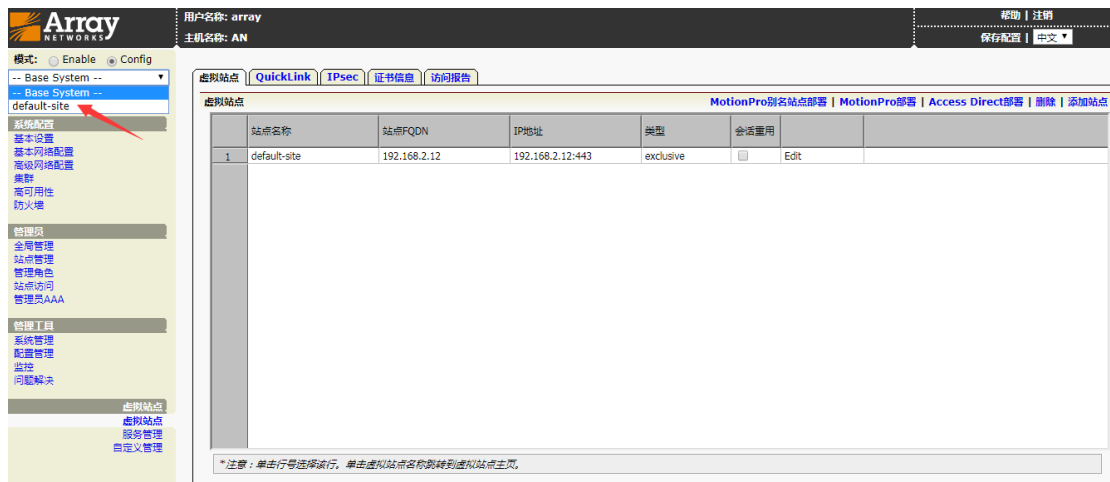 Array
NETWORKS
用户名称: array
主机名称: AN
帮助 | 注销
保存配置 | 中文
模式: Enable Config
-- Base System --
-- Base System --
default-site
系统配置
基本设置
基本网络配置
高级网络配置
集群
高可用性
防火墙
管理员
全局管理
站点管理
管理角色
站点访问
管理员AAA
管理工具
系统管理
配置管理
监控
问题解决
虚拟站点
虚拟站点
服务管理
自定义管理
虚拟站点 QuickLink IPsec 证书信息 访问报告
虚拟站点 MotionPro别名站点部署 | MotionPro部署 | Access Direct部署 | 删除 | 添加站点
站点名称 站点FQDN IP地址 类型 会话重用
1 default-site 192.168.2.12 192.168.2.12:443 exclusive Edit
*注意：单击行号选择该行。单击虚拟站点名称跳转到虚拟站点主页。